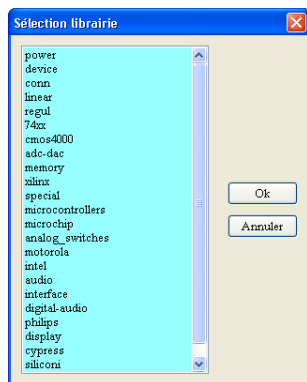 Sélection librairie
power
device
conn
linear
regul
74xx
cmos4000
adc-dac
memory
xilinx
special
microcontrollers
microchip
analog_switches
motorola
intel
audio
interface
digital-audio
philips
display
cypress
siliconi
Ok
Annuler